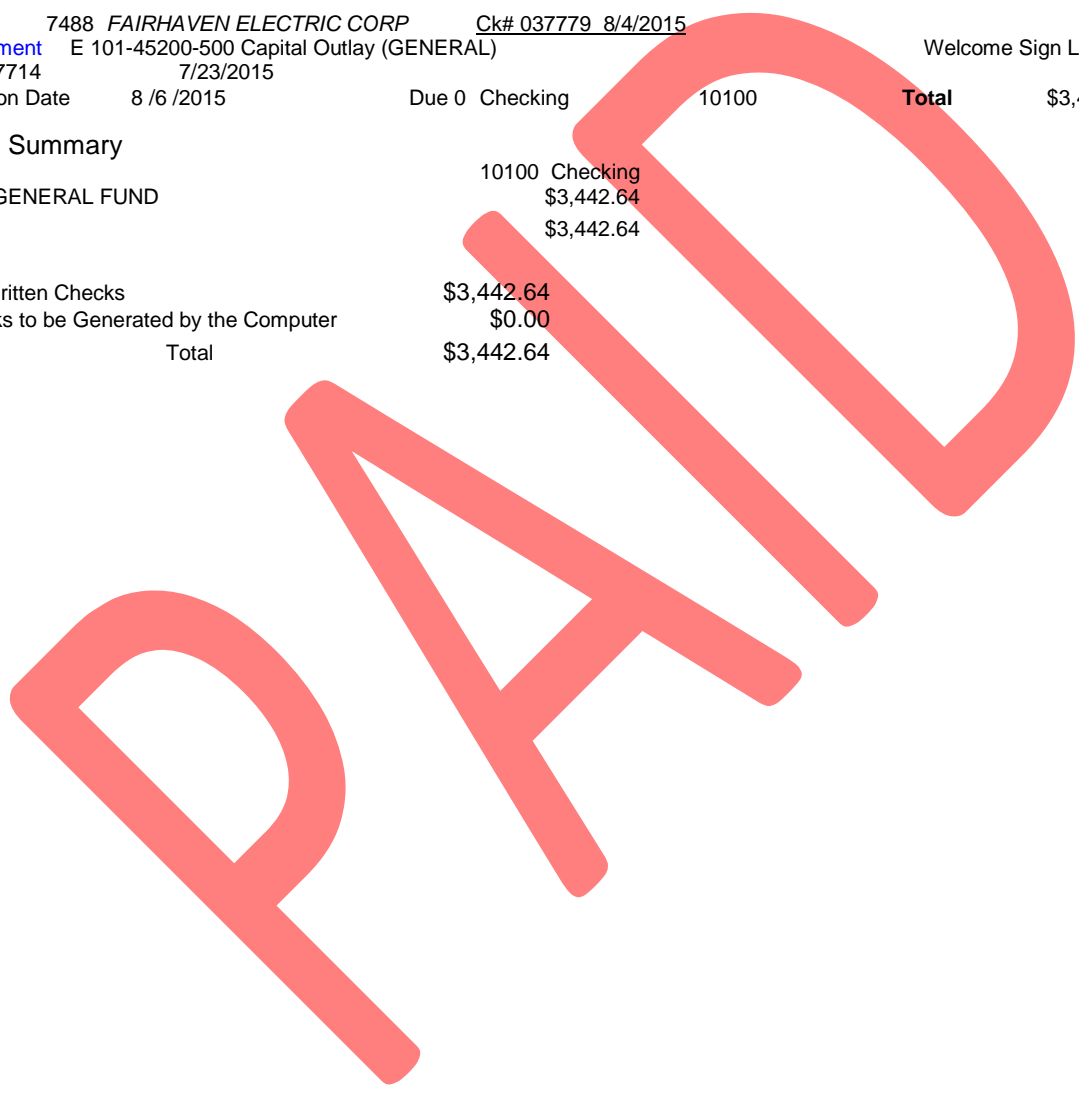 7488 FAIRHAVEN ELECTRIC CORP Ck# 037779 8/4/2015
ment E 101-45200-500 Capital Outlay (GENERAL) Welcome Sign L
7714 7/23/2015
on Date 8 /6 /2015 Due 0 Checking 10100 Total $3,4
Summary
10100 Checking
GENERAL FUND $3,442.64
$3,442.64
ritten Checks $3,442.64
ks to be Generated by the Computer $0.00
Total $3,442.64
PAID